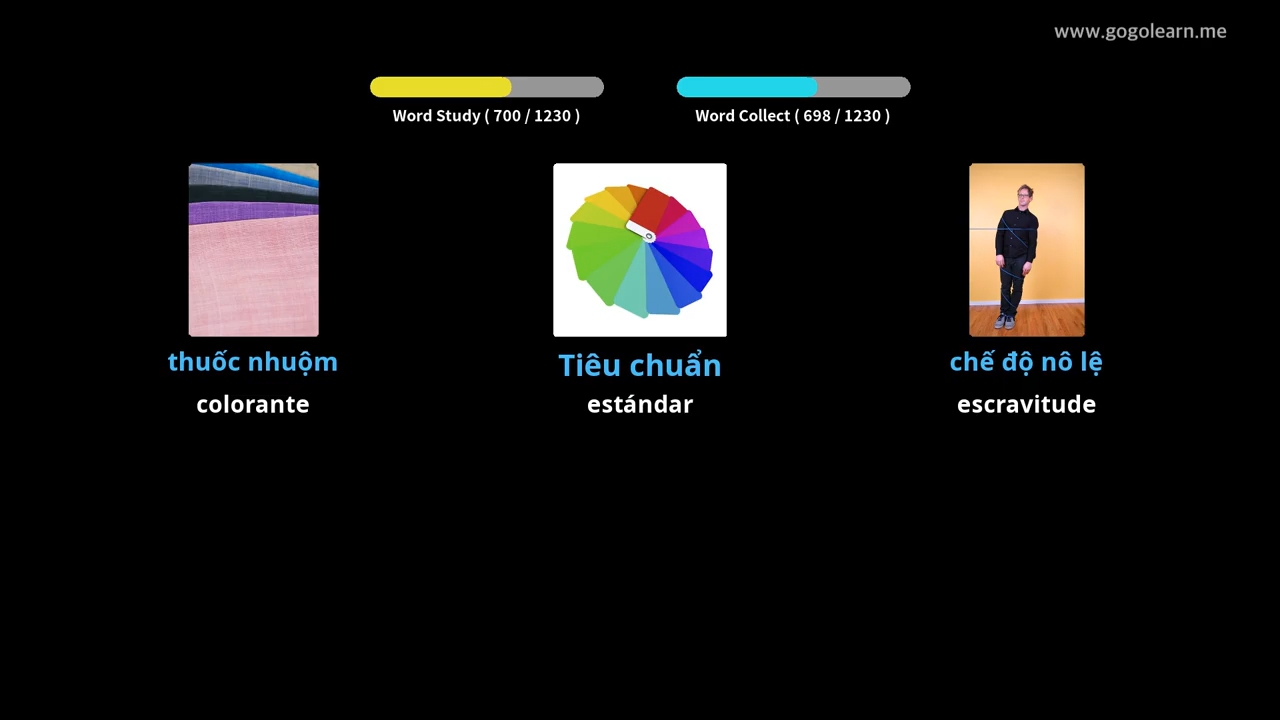 www.gogolearn.me
Word Study ( 700 / 1230 )
Word Collect ( 698 / 1230 )
thuốc nhuộm
colorante
Tiêu chuẩn
estándar
chế độ nô lệ
escravitude